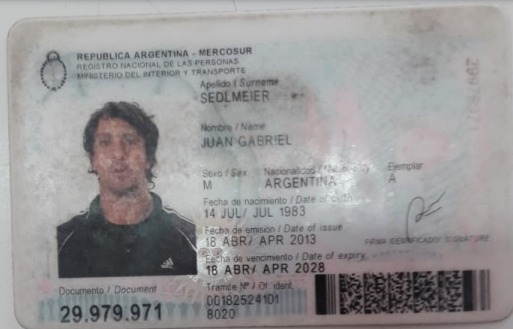 REPUBLICA ARGENTINA - MERCOSUR
REGISTRO NACIONAL DE LAS PERSONAS
MINISTERIO DEL INTERIOR Y TRANSPORTE
Apellido / Surname
SEDLMEIER
Nombre / Name
JUAN GABRIEL
Sexo / Sex Nacionalidad / Ejemplar
M ARGENTINA A
Fecha de nacimiento / Date of birth
14 JUL/ JUL 1983
Fecha de emisión / Date of issue
18 ABR/ APR 2013
FIRMA IDENTIFICADO/ SIGNATURE
Fecha de vencimiento / Date of expiry
18 ABR/ APR 2028
Documento / Document
29.979.971
Tramite Nº / Of. ident.
00182524101
8020
adidas